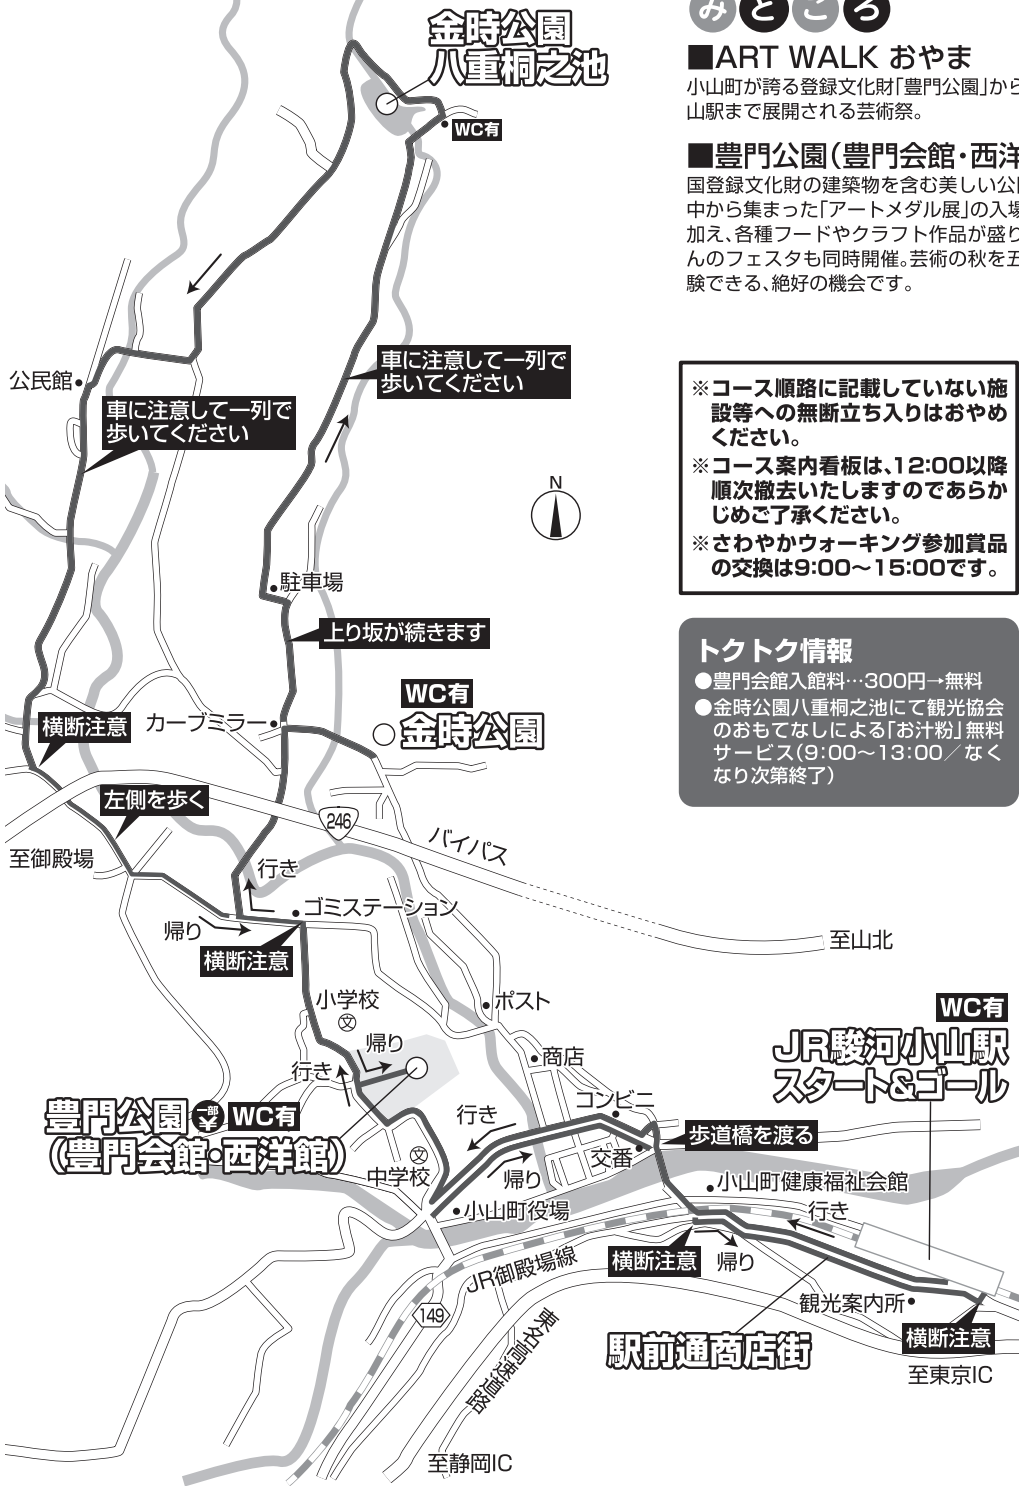 みどころ
■ART WALK おやま
小山町が誇る登録文化財「豊門公園」から
山駅まで展開される芸術祭。
■豊門公園（豊門会館・西洋
国登録文化財の建築物を含む美しい公
中から集まった「アートメダル展」の入場
加え、各種フードやクラフト作品が盛り
んのフェスタも同時開催。芸術の秋を五
験できる、絶好の機会です。
※コース順路に記載していない施
設等への無断立ち入りはおやめ
ください。
※コース案内看板は、12:00以降
順次撤去いたしますのであらか
じめご了承ください。
※さわやかウォーキング参加賞品
の交換は9:00～15:00です。
トクトク情報
●豊門会館入館料…300円→無料
●金時公園八重桐之池にて観光協会
のおもてなしによる「お汁粉」無料
サービス（9:00～13:00／なく
なり次第終了）
金時公園
八重桐之池
WC有
車に注意して一列で
歩いてください
公民館
車に注意して一列で
歩いてください
N
駐車場
上り坂が続きます
WC有
金時公園
カーブミラー
横断注意
左側を歩く
246
バイパス
至御殿場
行き
ゴミステーション
帰り
横断注意
至山北
小学校
文
ポスト
帰り
商店
行き
WC有
JR駿河小山駅
スタート&ゴール
豊門公園 一部¥ WC有
（豊門会館・西洋館）
コンビニ
行き
歩道橋を渡る
文
中学校
帰り
交番
小山町健康福祉会館
小山町役場
行き
横断注意
帰り
JR御殿場線
149
観光案内所
東名高速道路
駅前通商店街
横断注意
至東京IC
至静岡IC